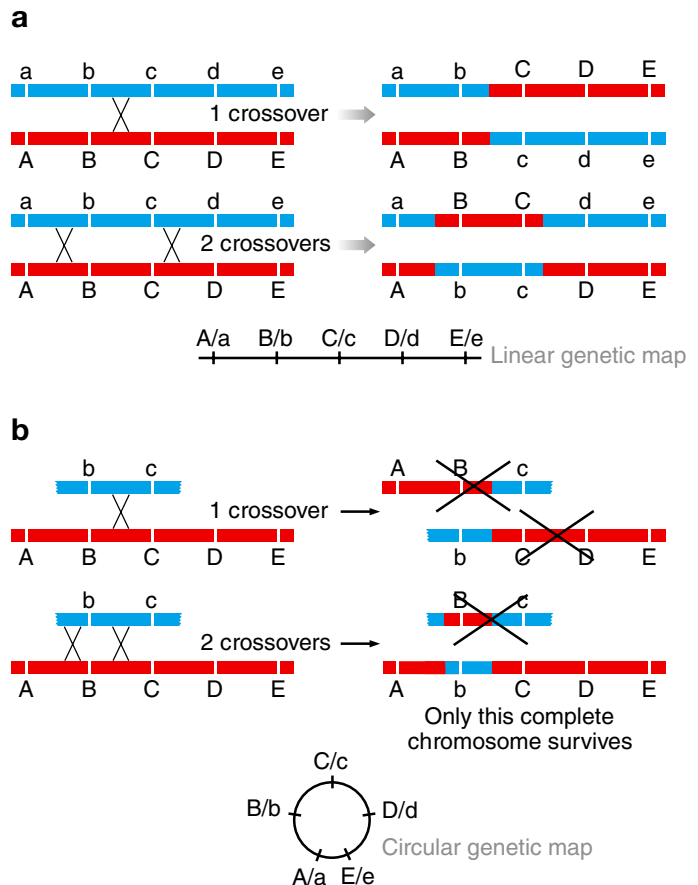 a
a b c d e
a b C D E
1 crossover
A B C D E
A B c d e
a b c d e
a B C d e
2 crossovers
A B C D E
A b c D E
A/a B/b C/c D/d E/e
Linear genetic map
b
b c
A B c
1 crossover
A B C D E
b C D E
b c
B c
2 crossovers
A B C D E
A b C D E
Only this complete
chromosome survives
C/c
B/b D/d
Circular genetic map
A/a E/e